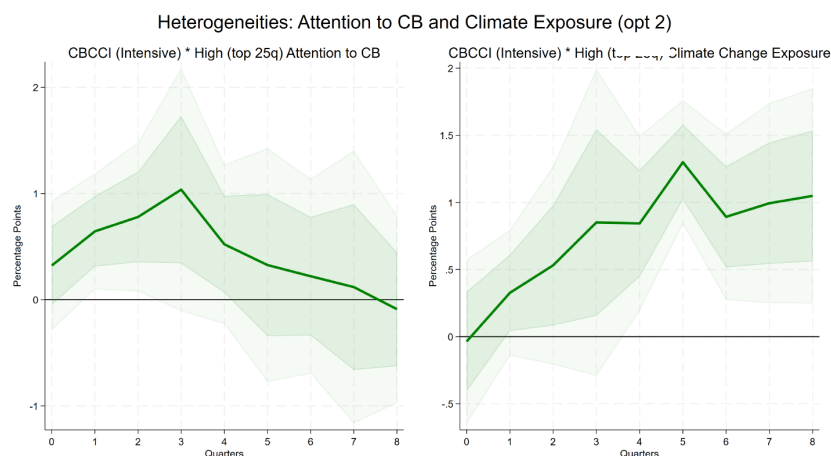 Heterogeneities: Attention to CB and Climate Exposure (opt 2)
CBCCI (Intensive) * High (top 25q) Attention to CB
CBCCI (Intensive) * High Climate Change Exposure
Percentage Points
2
1
0
-1
0 1 2 3 4 5 6 7 8
Quarters
Percentage Points
2
1.5
1
.5
0
-.5
0 1 2 3 4 5 6 7 8
Quarters